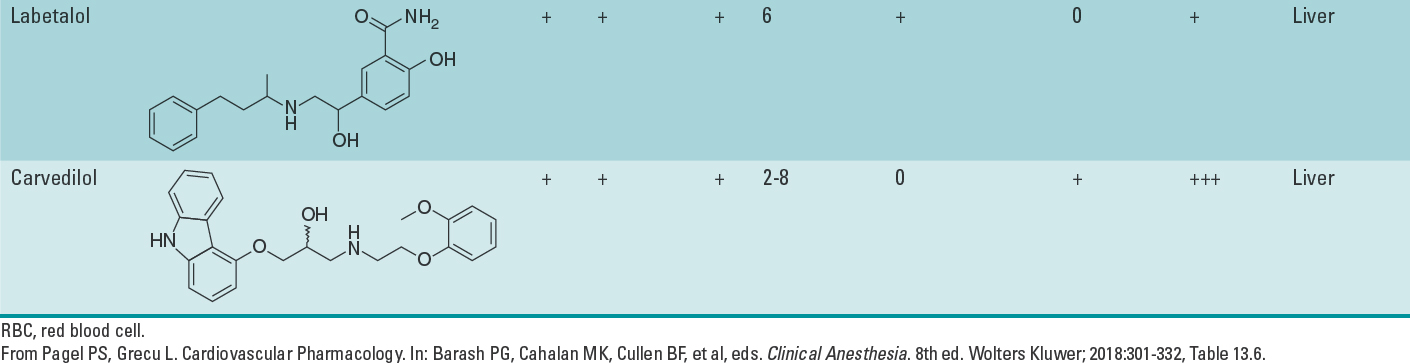 Labetalol + + + 6 + 0 + Liver
O NH₂
OH
N
H
OH
Carvedilol + + + 2-8 0 + +++ Liver
OH
O
H
HN O N
O
RBC, red blood cell.
From Pagel PS, Grecu L. Cardiovascular Pharmacology. In: Barash PG, Cahalan MK, Cullen BF, et al, eds. Clinical Anesthesia. 8th ed. Wolters Kluwer; 2018:301-332, Table 13.6.